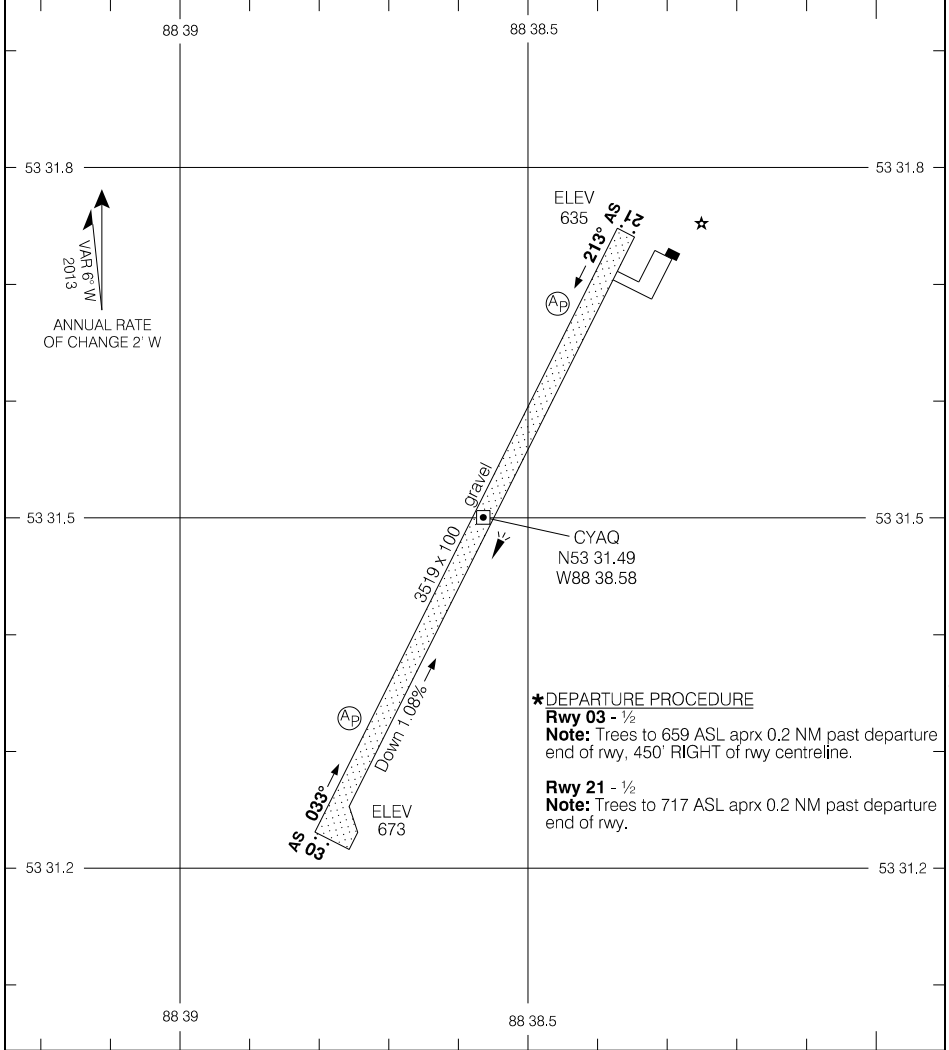 88 39
88 38.5
53 31.8
53 31.8
ELEV
635
AS
21
213°
VAR 6° W
2013
ANNUAL RATE
OF CHANGE 2' W
AP
gravel
53 31.5
53 31.5
CYAQ
N53 31.49
W88 38.58
3519 x 100
AP
Down 1.08%
*DEPARTURE PROCEDURE
Rwy 03 - ½
Note: Trees to 659 ASL aprx 0.2 NM past departure
end of rwy, 450' RIGHT of rwy centreline.
Rwy 21 - ½
Note: Trees to 717 ASL aprx 0.2 NM past departure
end of rwy.
033°
AS
03
ELEV
673
53 31.2
53 31.2
88 39
88 38.5